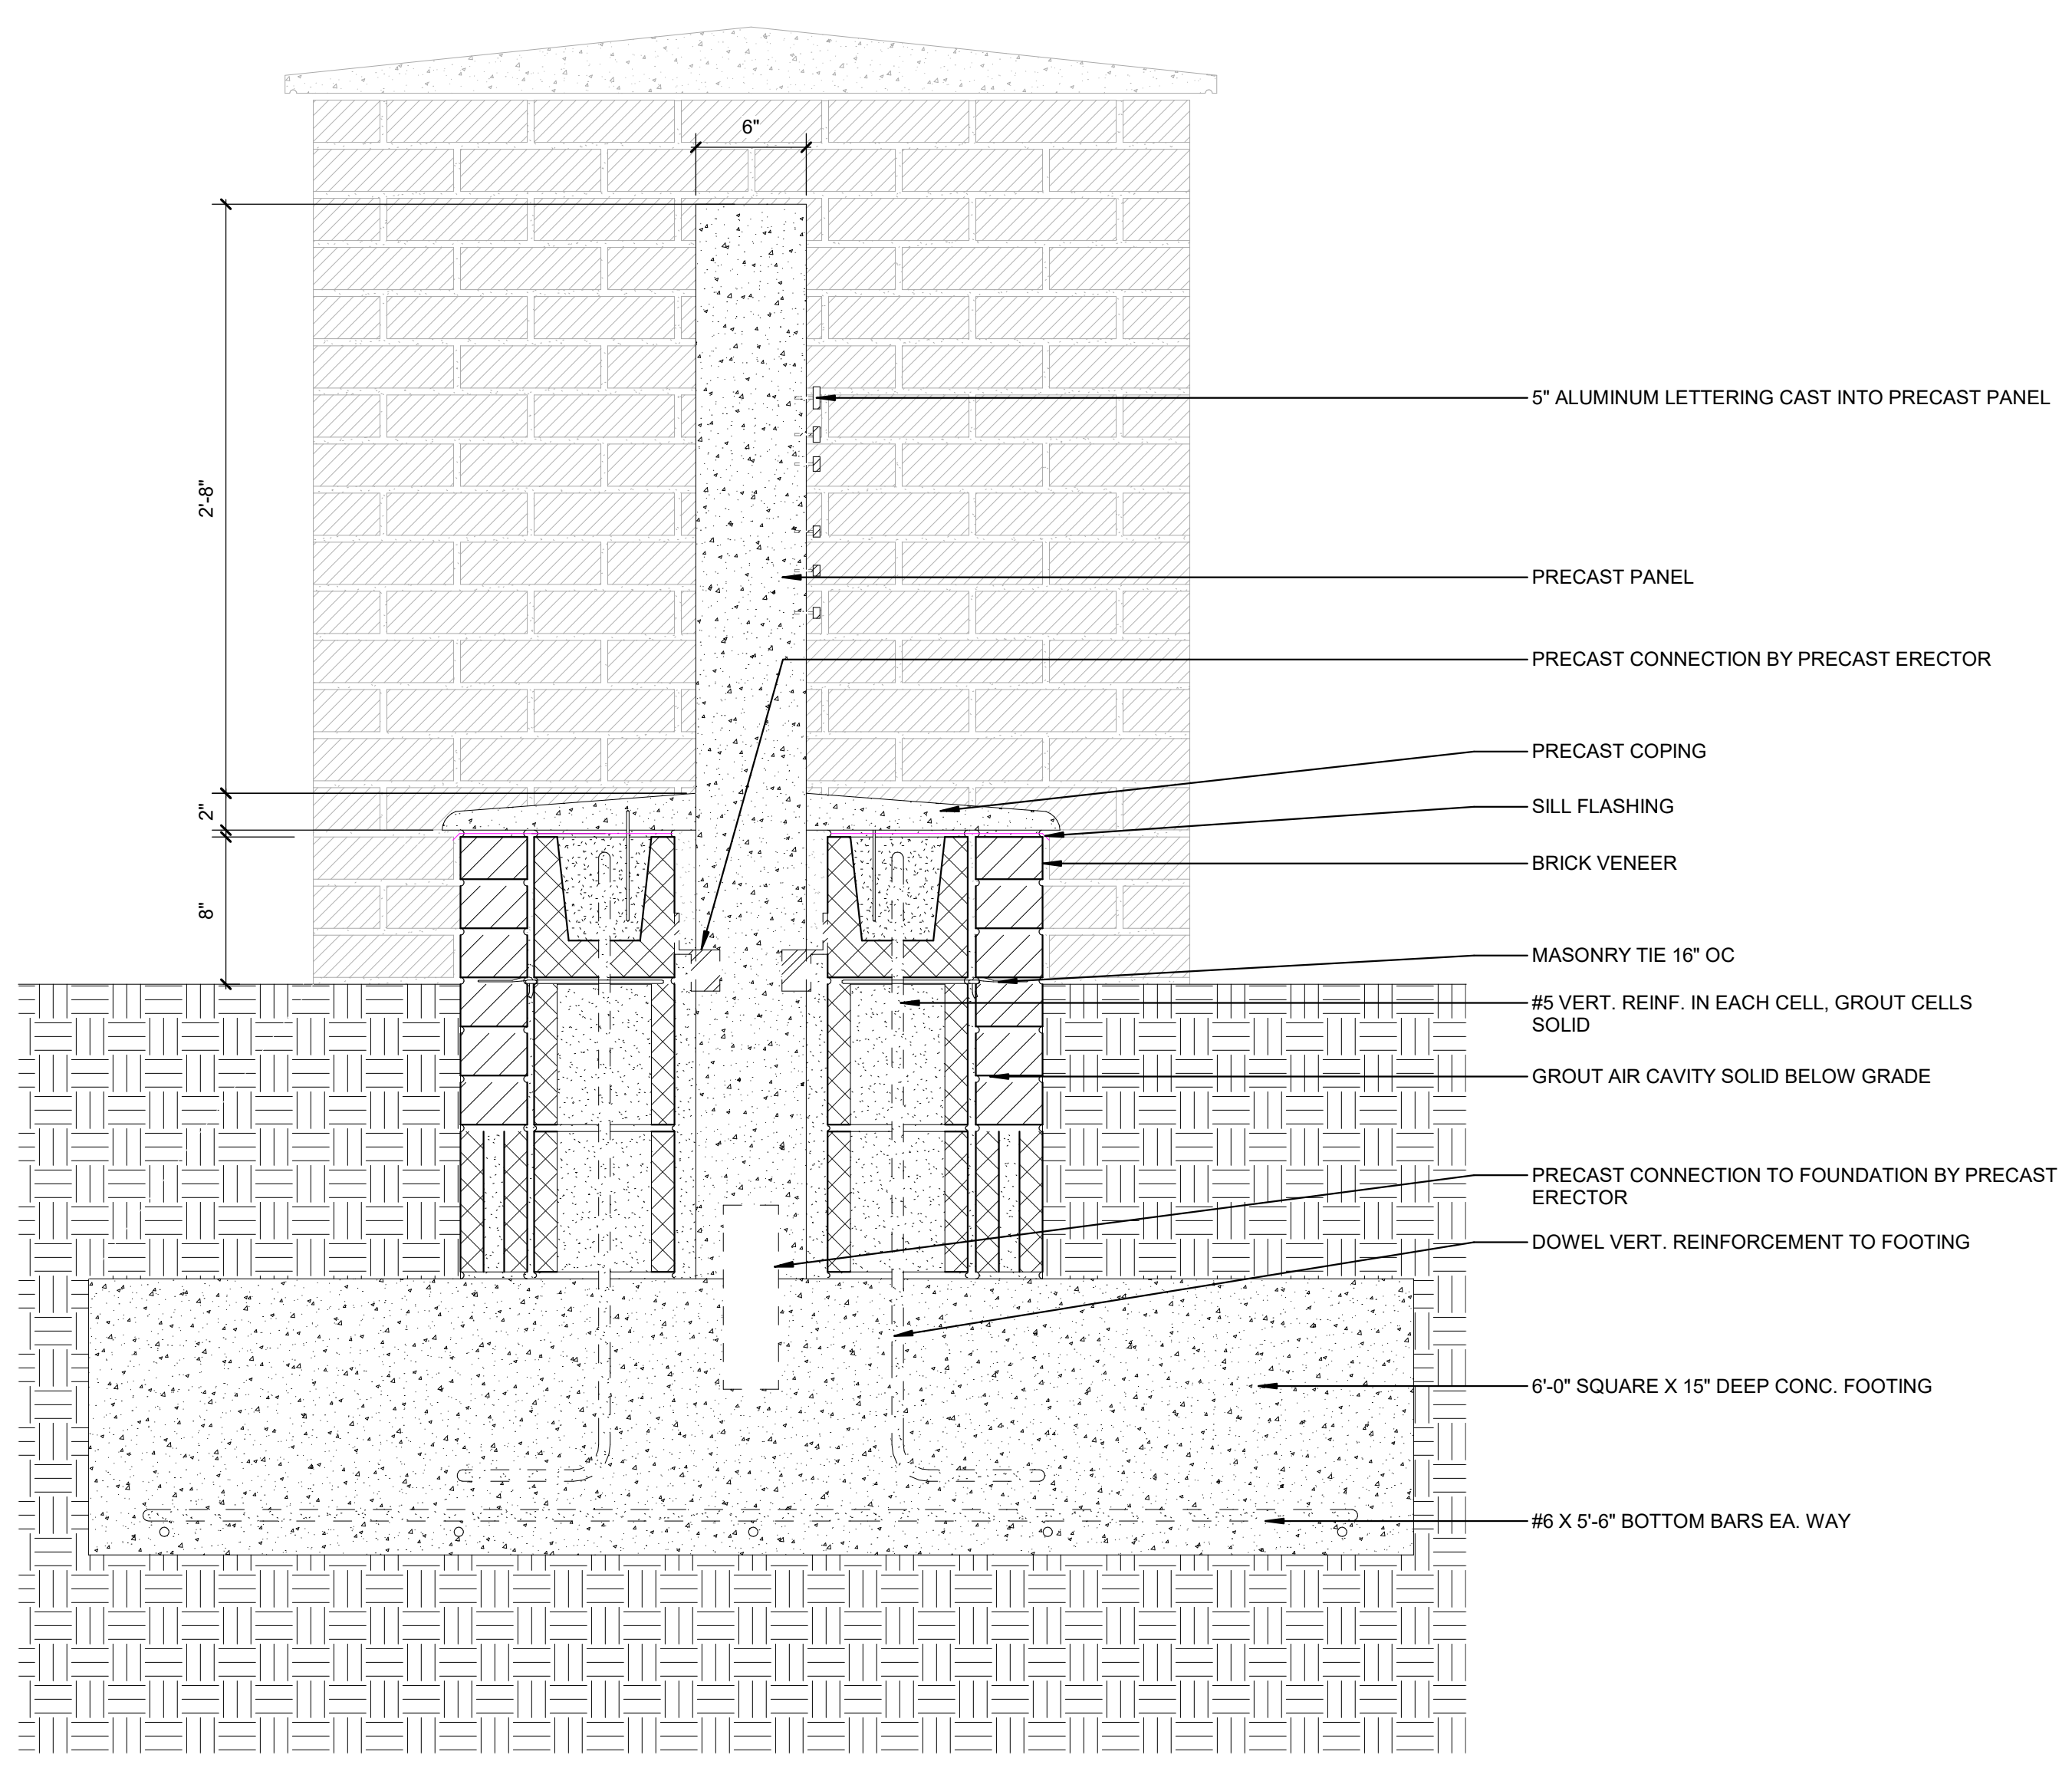 6"
5" ALUMINUM LETTERING CAST INTO PRECAST PANEL
2'-8"
PRECAST PANEL
PRECAST CONNECTION BY PRECAST ERECTOR
PRECAST COPING
2"
SILL FLASHING
BRICK VENEER
8"
MASONRY TIE 16" OC
#5 VERT. REINF. IN EACH CELL, GROUT CELLS
SOLID
GROUT AIR CAVITY SOLID BELOW GRADE
PRECAST CONNECTION TO FOUNDATION BY PRECAST
ERECTOR
DOWEL VERT. REINFORCEMENT TO FOOTING
6'-0" SQUARE X 15" DEEP CONC. FOOTING
#6 X 5'-6" BOTTOM BARS EA. WAY